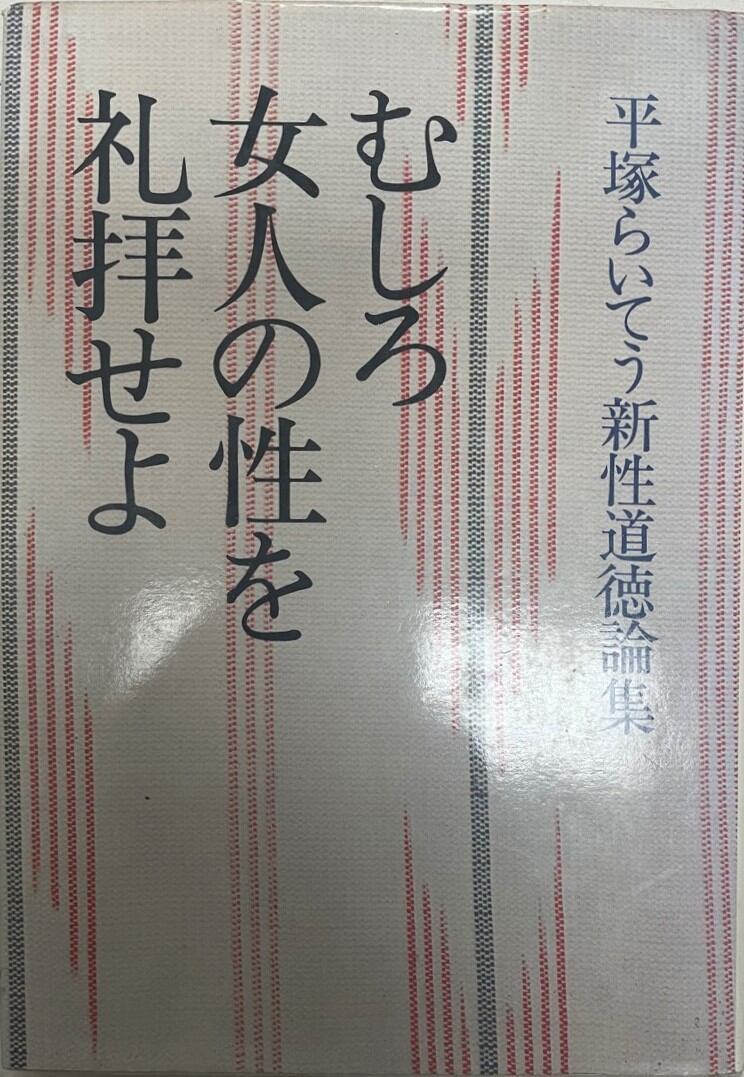 平塚らいてう新性道徳論集
むしろ
女人の性を
礼拝せよ